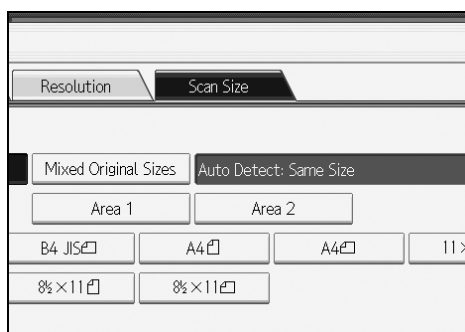 Resolution Scan Size
Mixed Original Sizes Auto Detect: Same Size
Area 1 Area 2
B4 JIS A4 A4 11×
8½×11 8½×11